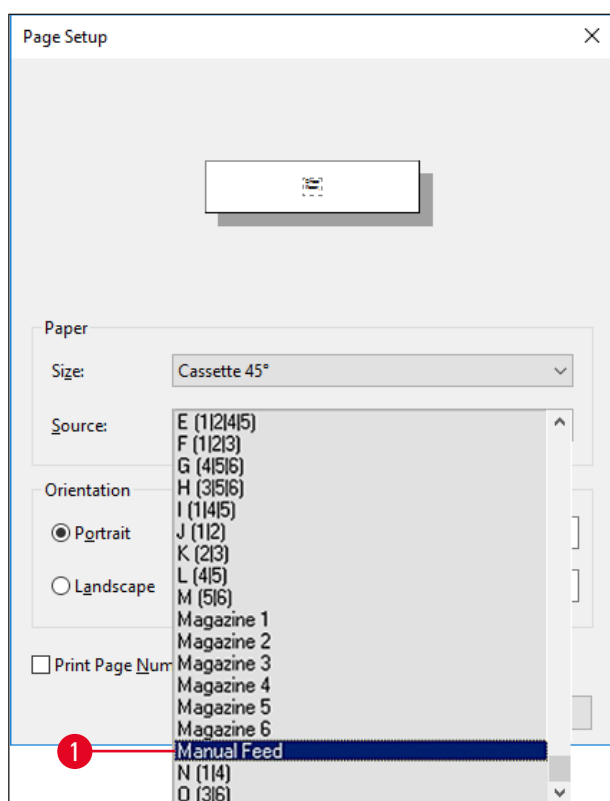 Page Setup
Paper
Size: Cassette 45°
Source:
E (1|2|4|5)
F (1|2|3)
G (4|5|6)
H (3|5|6)
Orientation
I (1|4|5)
Portrait
J (1|2)
K (2|3)
L (4|5)
Landscape
M (5|6)
Magazine 1
Magazine 2
Print Page Num
Magazine 3
Magazine 4
Magazine 5
Magazine 6
1
Manual Feed
N (1|4)
O (3|6)